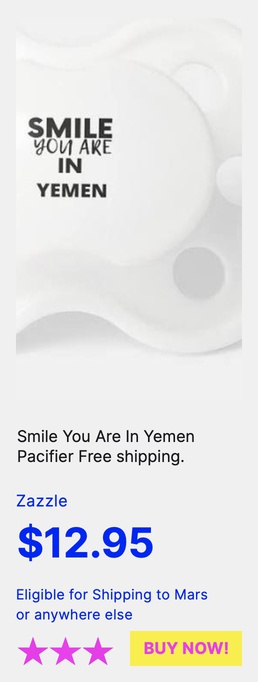 SMILE
YOU ARE
IN
YEMEN
Smile You Are In Yemen
Pacifier Free shipping.
Zazzle
$12.95
Eligible for Shipping to Mars
or anywhere else
BUY NOW!